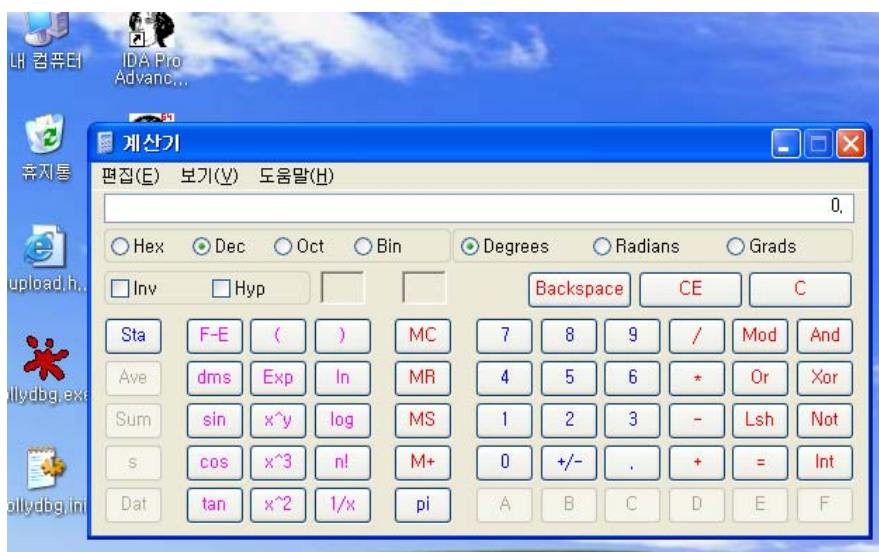 내 컴퓨터
IDA Pro
Advanc...
64
휴지통
upload.h..
ollydbg.exe
ollydbg.ini
계산기
편집(E) 보기(V) 도움말(H)
0.
Hex Dec Oct Bin Degrees Radians Grads
Inv Hyp Backspace CE C
Sta F-E ( ) MC 7 8 9 / Mod And
Ave dms Exp ln MR 4 5 6 * Or Xor
Sum sin x^y log MS 1 2 3 - Lsh Not
s cos x^3 n! M+ 0 +/- . + = Int
Dat tan x^2 1/x pi A B C D E F